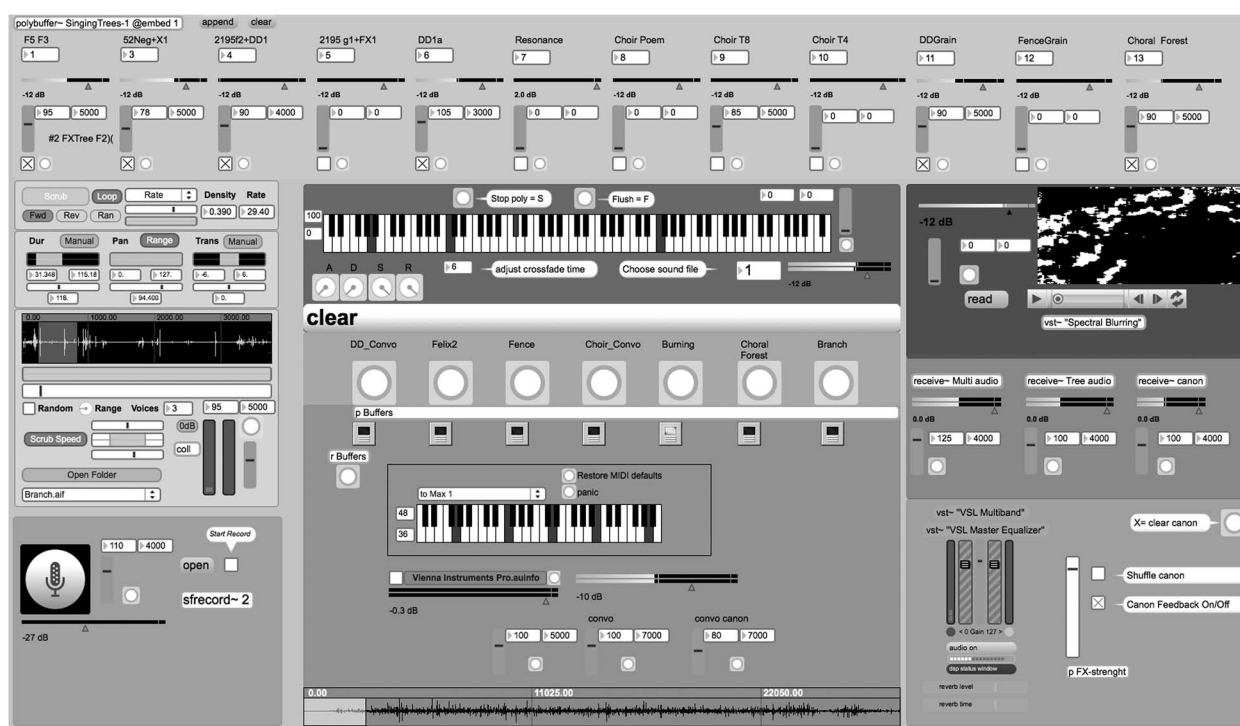 polybuffer~ SingingTrees-1 @embed 1 append clear
F5 F3 52Neg+X1 2195f2+DD1 2195 g1+FX1 DD1a Resonance Choir Poem Choir T8 Choir T4 DDGrain FenceGrain Choral Forest
1 3 4 5 6 7 8 9 10 11 12 13
-12 dB -12 dB -12 dB -12 dB -12 dB 2.0 dB -12 dB -12 dB -12 dB -12 dB -12 dB -12 dB
95 5000 78 5000 90 4000 0 0 105 3000 0 0 0 0 85 5000 0 0 90 5000 0 0 90 5000
#2 FXTree F2)(
Scrub Loop Rate Density Rate
Fwd Rev Ran 0.390 29.40
Dur Manual Pan Range Trans Manual
31.348 115.18 0. 127. -6. 6.
116. 94.400 0.
0.00 1000.00 2000.00 3000.00
Random Range Voices 3 95 5000
0dB
Scrub Speed coll
Open Folder
Branch.aif
110 4000
Start Record
open
sfrecord~ 2
-27 dB
Stop poly = S Flush = F 0 0
100
0
A D S R 6 adjust crossfade time Choose sound file 1
-12 dB
clear
DD_Convo Felix2 Fence Choir_Convo Burning Choral Forest Branch
p Buffers
r Buffers
Restore MIDI defaults
to Max 1 panic
48
36
Vienna Instruments Pro.auinfo
-0.3 dB -10 dB
convo convo canon
100 5000 100 7000 80 7000
0.00 11025.00 22050.00
-12 dB
0 0
read
vst~ "Spectral Blurring"
receive~ Multi audio receive~ Tree audio receive~ canon
0.0 dB 0.0 dB 0.0 dB
125 4000 100 4000 100 4000
vst~ "VSL Multiband"
vst~ "VSL Master Equalizer"
X= clear canon
Shuffle canon
Canon Feedback On/Off
< 0 Gain 127 >
audio on
dsp status window
p FX-strenght
reverb level
reverb time